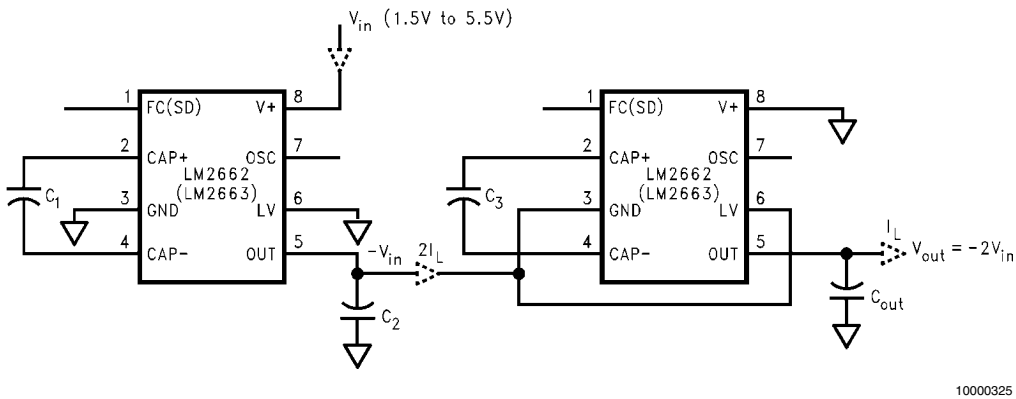 V_in (1.5V to 5.5V)
1 FC(SD) V+ 8
2 CAP+ OSC 7
LM2662
(LM2663)
3 GND LV 6
4 CAP- OUT 5
C_1
-V_in
2I_L
C_2
1 FC(SD) V+ 8
2 CAP+ OSC 7
LM2662
(LM2663)
3 GND LV 6
4 CAP- OUT 5
C_3
I_L
V_out = -2V_in
C_out
10000325